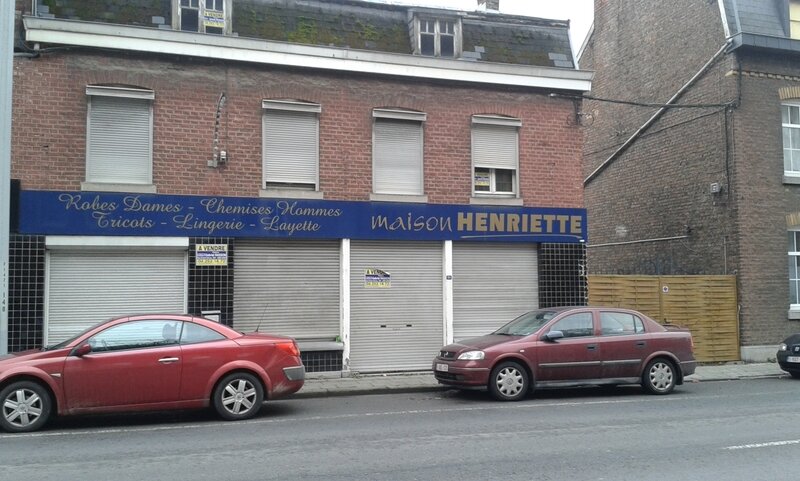 Robes Dames - Chemises Hommes
Tricots - Lingerie - Layette
maison HENRIETTE
A VENDRE
A VENDRE